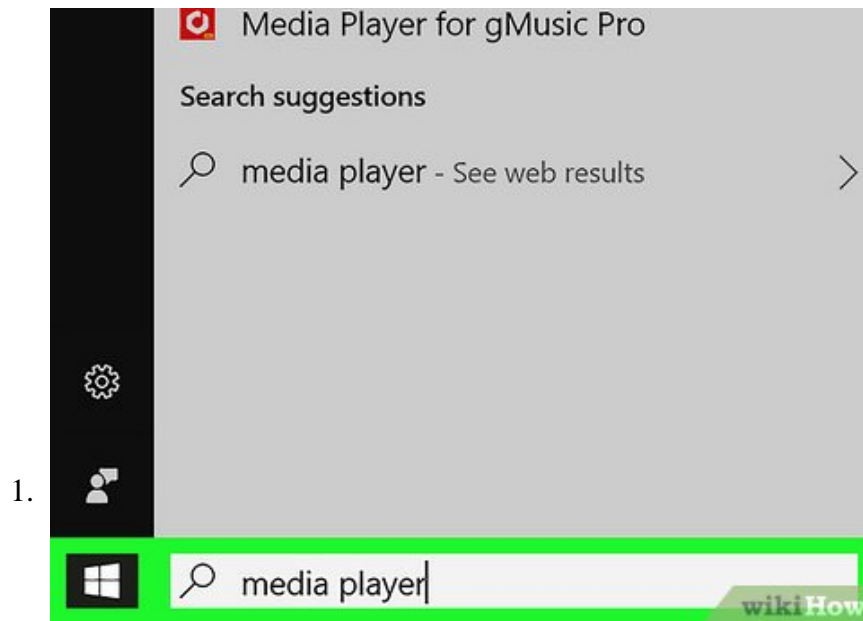 Media Player for gMusic Pro
Search suggestions
media player - See web results
1.
media player
wikiHow